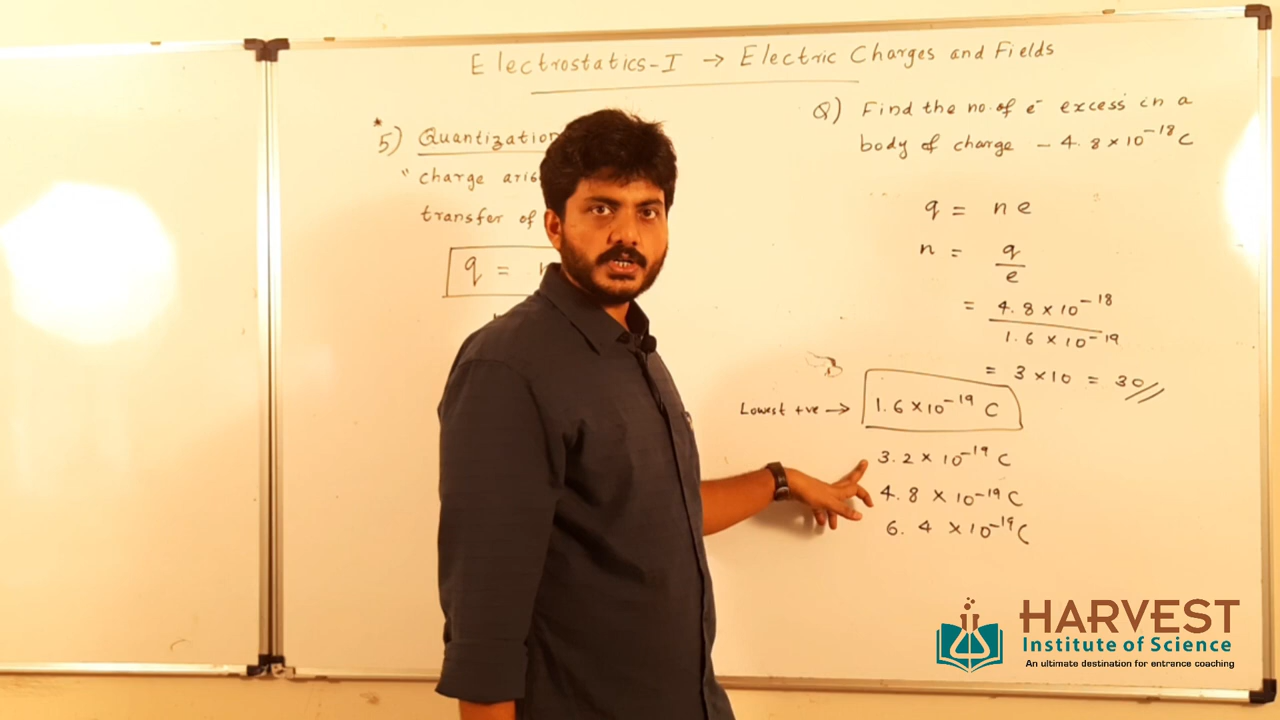 Electrostatics-I → Electric Charges and Fields
* 5) Quantization
" charge aris
transfer of
q =
Q) Find the no. of e⁻ excess in a
body of charge - 4.8×10⁻¹⁸ C
q = ne
n = q/e
= 4.8×10⁻¹⁸ / 1.6×10⁻¹⁹
= 3×10 = 30//
Lowest +ve → 1.6×10⁻¹⁹ C
3.2×10⁻¹⁹ C
4.8×10⁻¹⁹ C
6.4×10⁻¹⁹ C
HARVEST
Institute of Science
An ultimate destination for entrance coaching